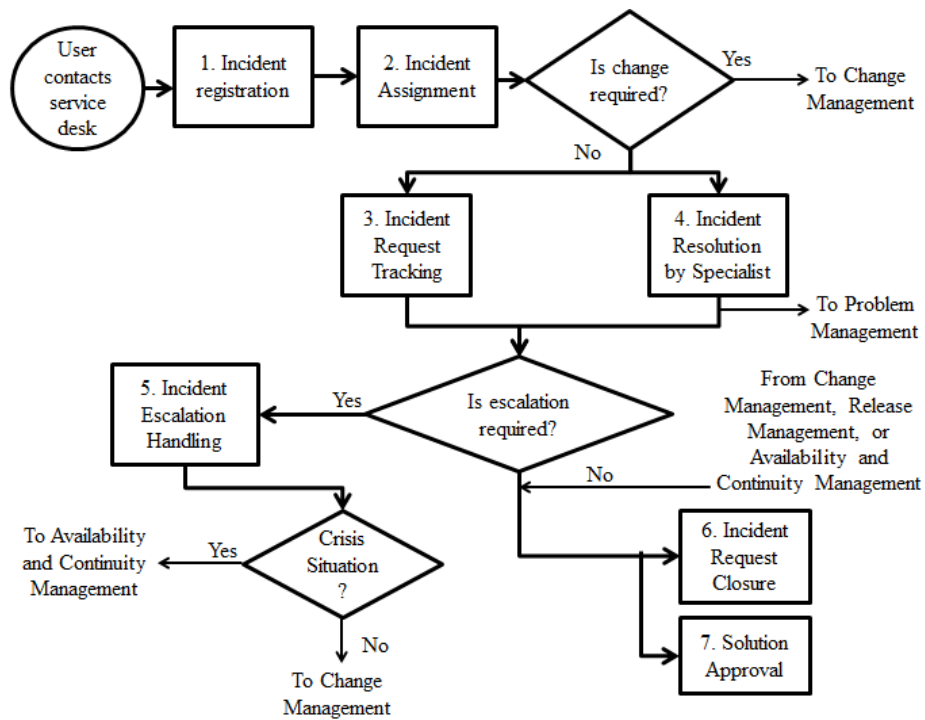 User
contacts
service
desk
1. Incident
registration
2. Incident
Assignment
Is change
required?
Yes
To Change
Management
No
3. Incident
Request
Tracking
4. Incident
Resolution
by Specialist
To Problem
Management
5. Incident
Escalation
Handling
Yes
Is escalation
required?
From Change
Management, Release
Management, or
Availability and
Continuity Management
No
To Availability
and Continuity
Management
Yes
Crisis
Situation
?
6. Incident
Request
Closure
No
7. Solution
Approval
To Change
Management